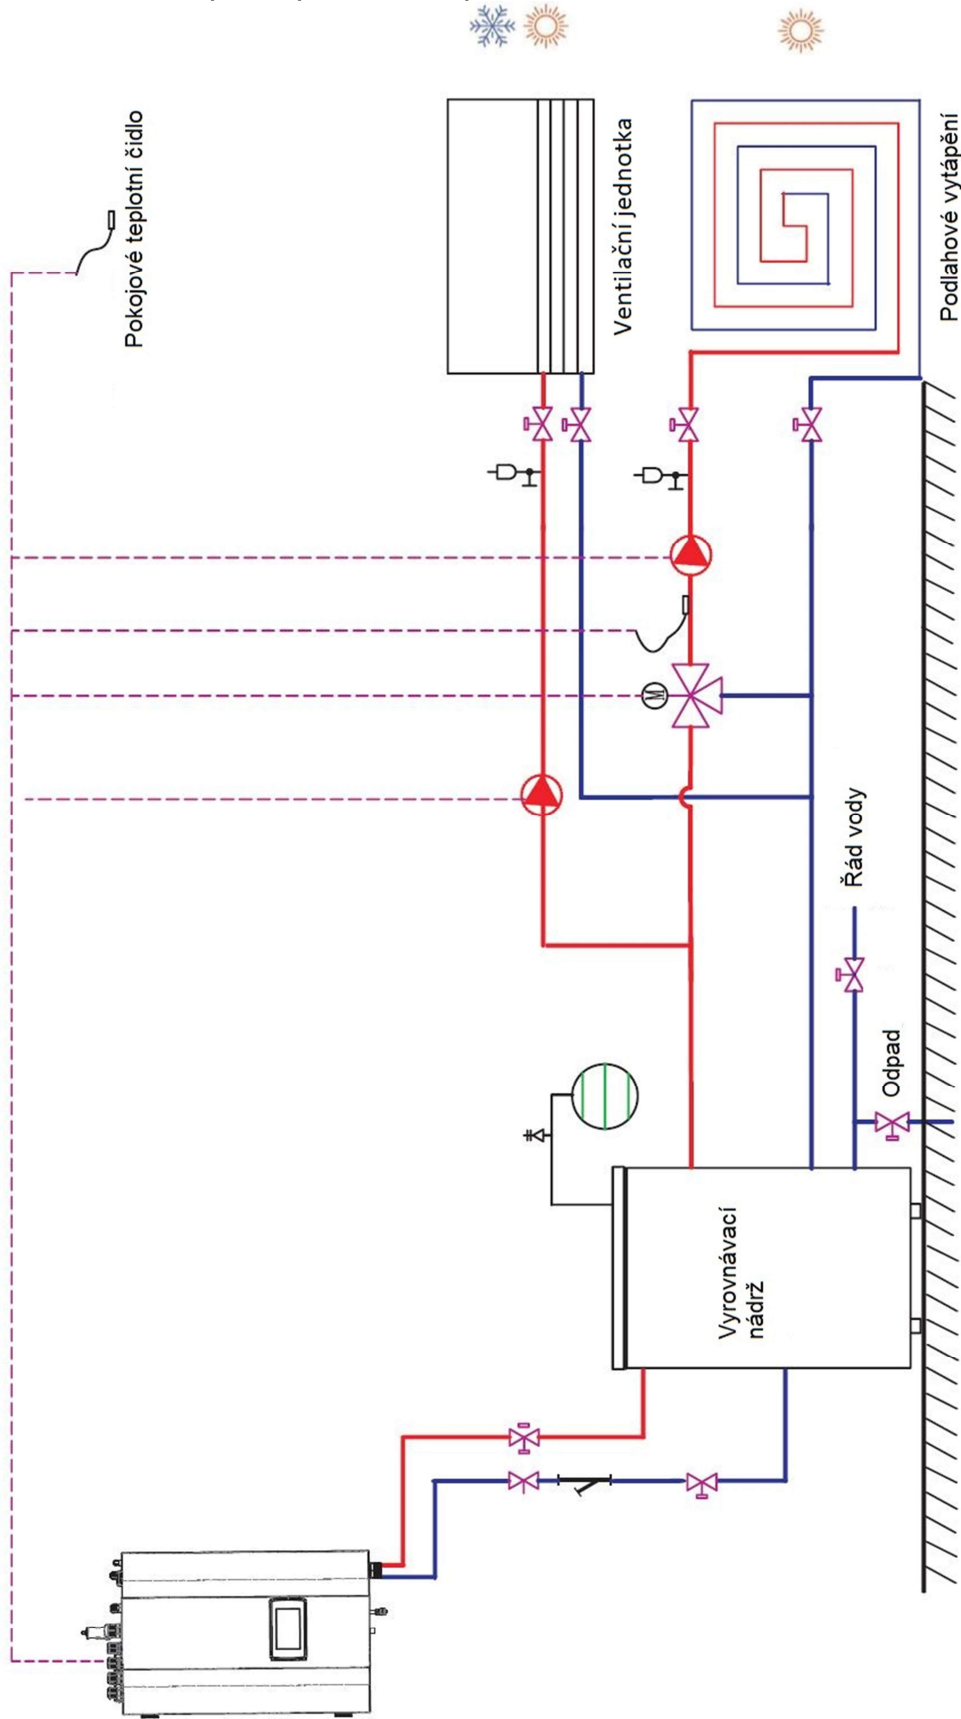 Pokojové teplotní čidlo
Ventilační jednotka
Podlahové vytápění
M
Řád vody
Odpad
Vyrovnávací
nádrž